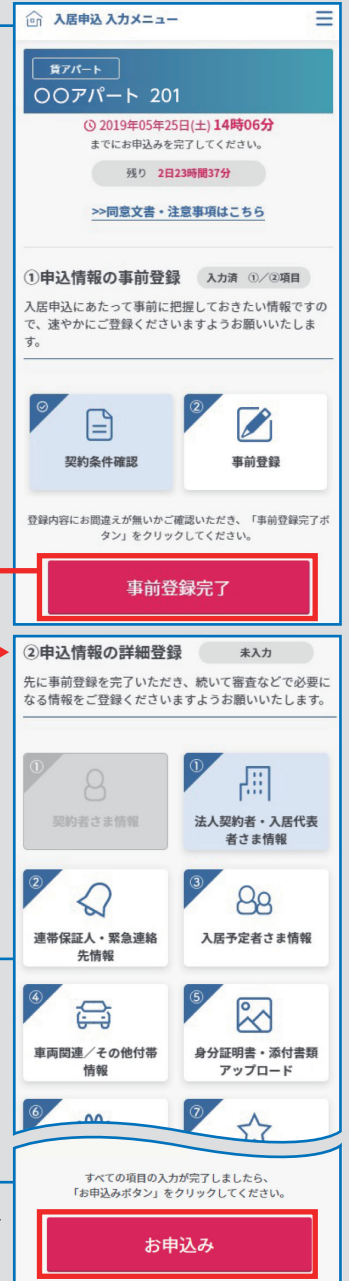 入居申込 入力メニュー
賃アパート
〇〇アパート 201
2019年05年25日(土) 14時06分
までにお申込みを完了してください。
残り 2日23時間37分
>>同意文書・注意事項はこちら
①申込情報の事前登録 入力済 ①／②項目
入居申込にあたって事前に把握しておきたい情報ですの
で、速やかにご登録くださいますようお願いいたしま
す。
②
契約条件確認 事前登録
登録内容にお間違えが無いかご確認いただき、「事前登録完了ボ
タン」をクリックしてください。
事前登録完了
②申込情報の詳細登録 未入力
先に事前登録を完了いただき、続いて審査などで必要に
なる情報をご登録くださいますようお願いいたします。
① ①
契約者さま情報 法人契約者・入居代表
者さま情報
② ③
連帯保証人・緊急連絡 入居予定者さま情報
先情報
④ ⑤
車両関連／その他付帯 身分証明書・添付書類
情報 アップロード
⑥ ⑦
すべての項目の入力が完了しましたら、
「お申込みボタン」をクリックしてください。
お申込み